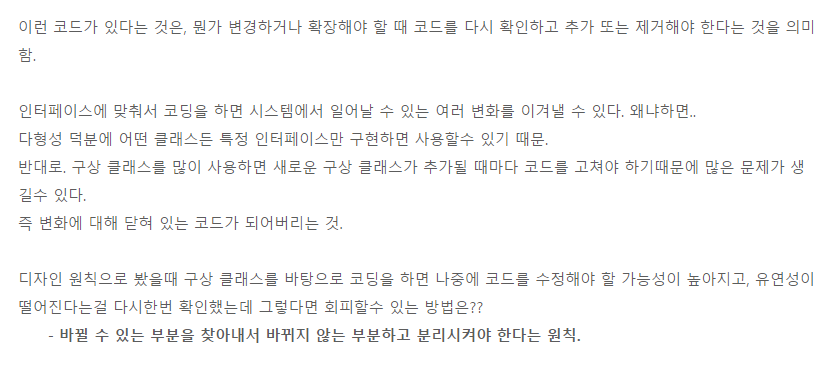 이런 코드가 있다는 것은, 뭔가 변경하거나 확장해야 할 때 코드를 다시 확인하고 추가 또는 제거해야 한다는 것을 의미
함.
인터페이스에 맞춰서 코딩을 하면 시스템에서 일어날 수 있는 여러 변화를 이겨낼 수 있다. 왜냐하면..
다형성 덕분에 어떤 클래스든 특정 인터페이스만 구현하면 사용할수 있기 때문.
반대로. 구상 클래스를 많이 사용하면 새로운 구상 클래스가 추가될 때마다 코드를 고쳐야 하기때문에 많은 문제가 생
길수 있다.
즉 변화에 대해 닫혀 있는 코드가 되어버리는 것.
디자인 원칙으로 봤을때 구상 클래스를 바탕으로 코딩을 하면 나중에 코드를 수정해야 할 가능성이 높아지고, 유연성이
떨어진다는걸 다시한번 확인했는데 그렇다면 회피할수 있는 방법은??
- 바뀔 수 있는 부분을 찾아내서 바뀌지 않는 부분하고 분리시켜야 한다는 원칙.